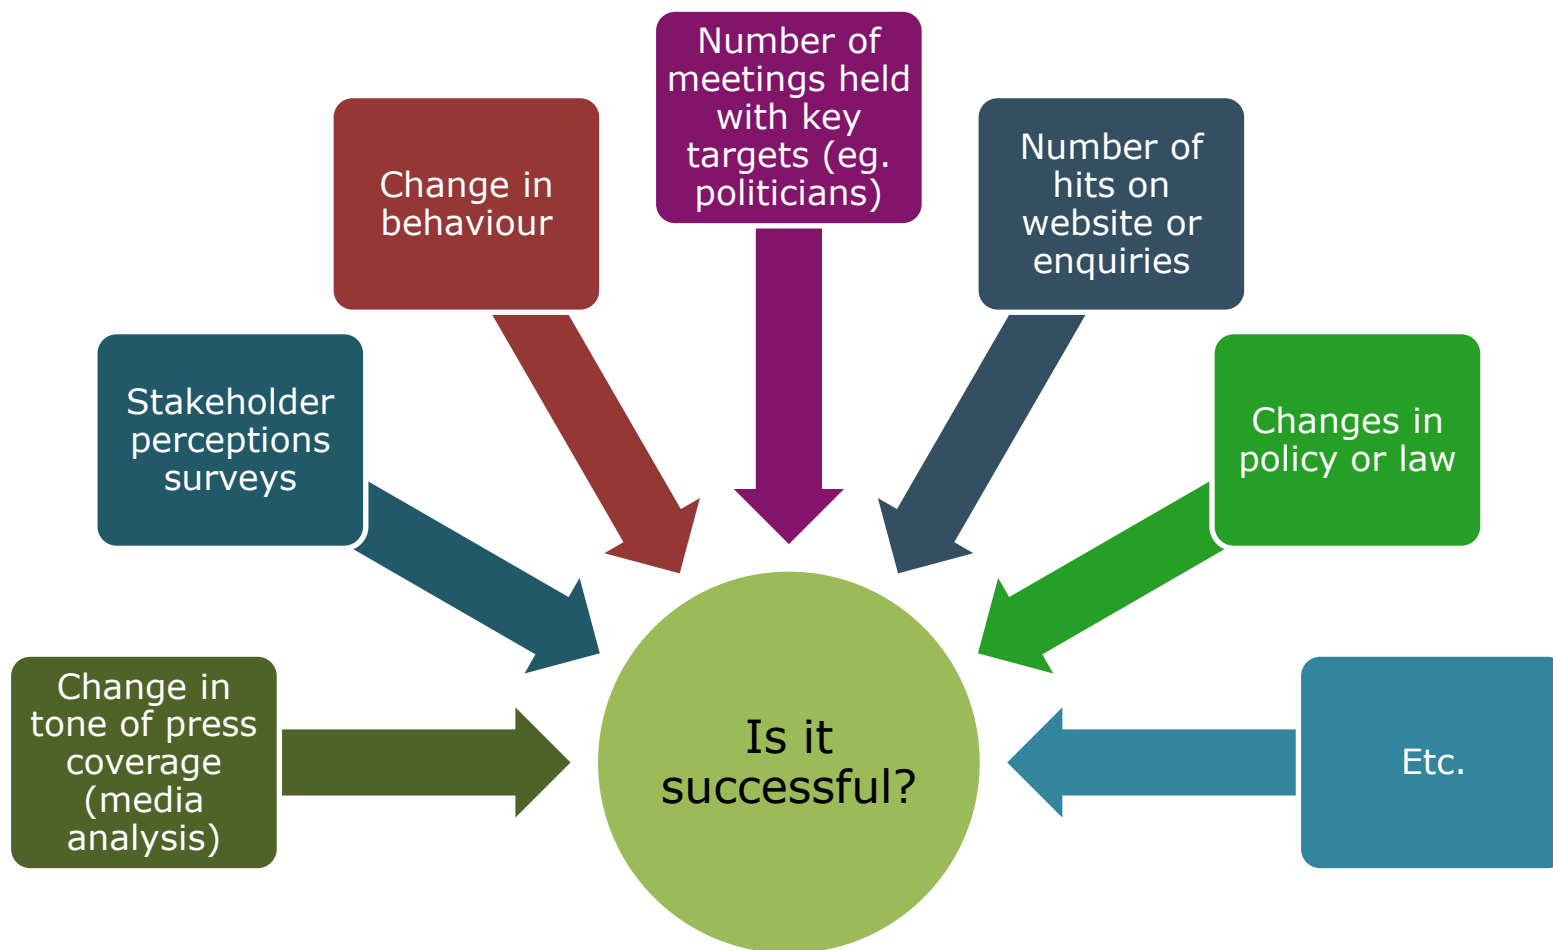 Number of
meetings held
with key
targets (eg.
politicians)
Change in
behaviour
Number of
hits on
website or
enquiries
Stakeholder
perceptions
surveys
Changes in
policy or law
Change in
tone of press
coverage
(media
analysis)
Is it
successful?
Etc.